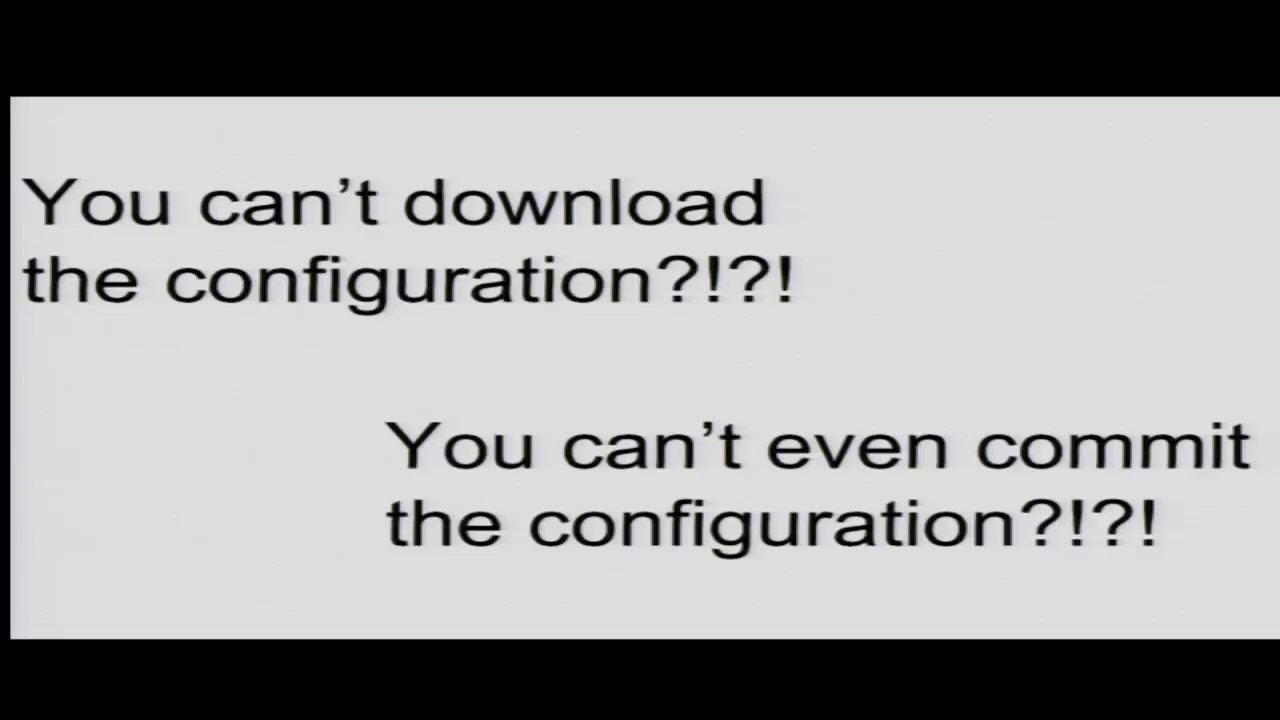 You can’t download
the configuration?!?!
You can’t even commit
the configuration?!?!